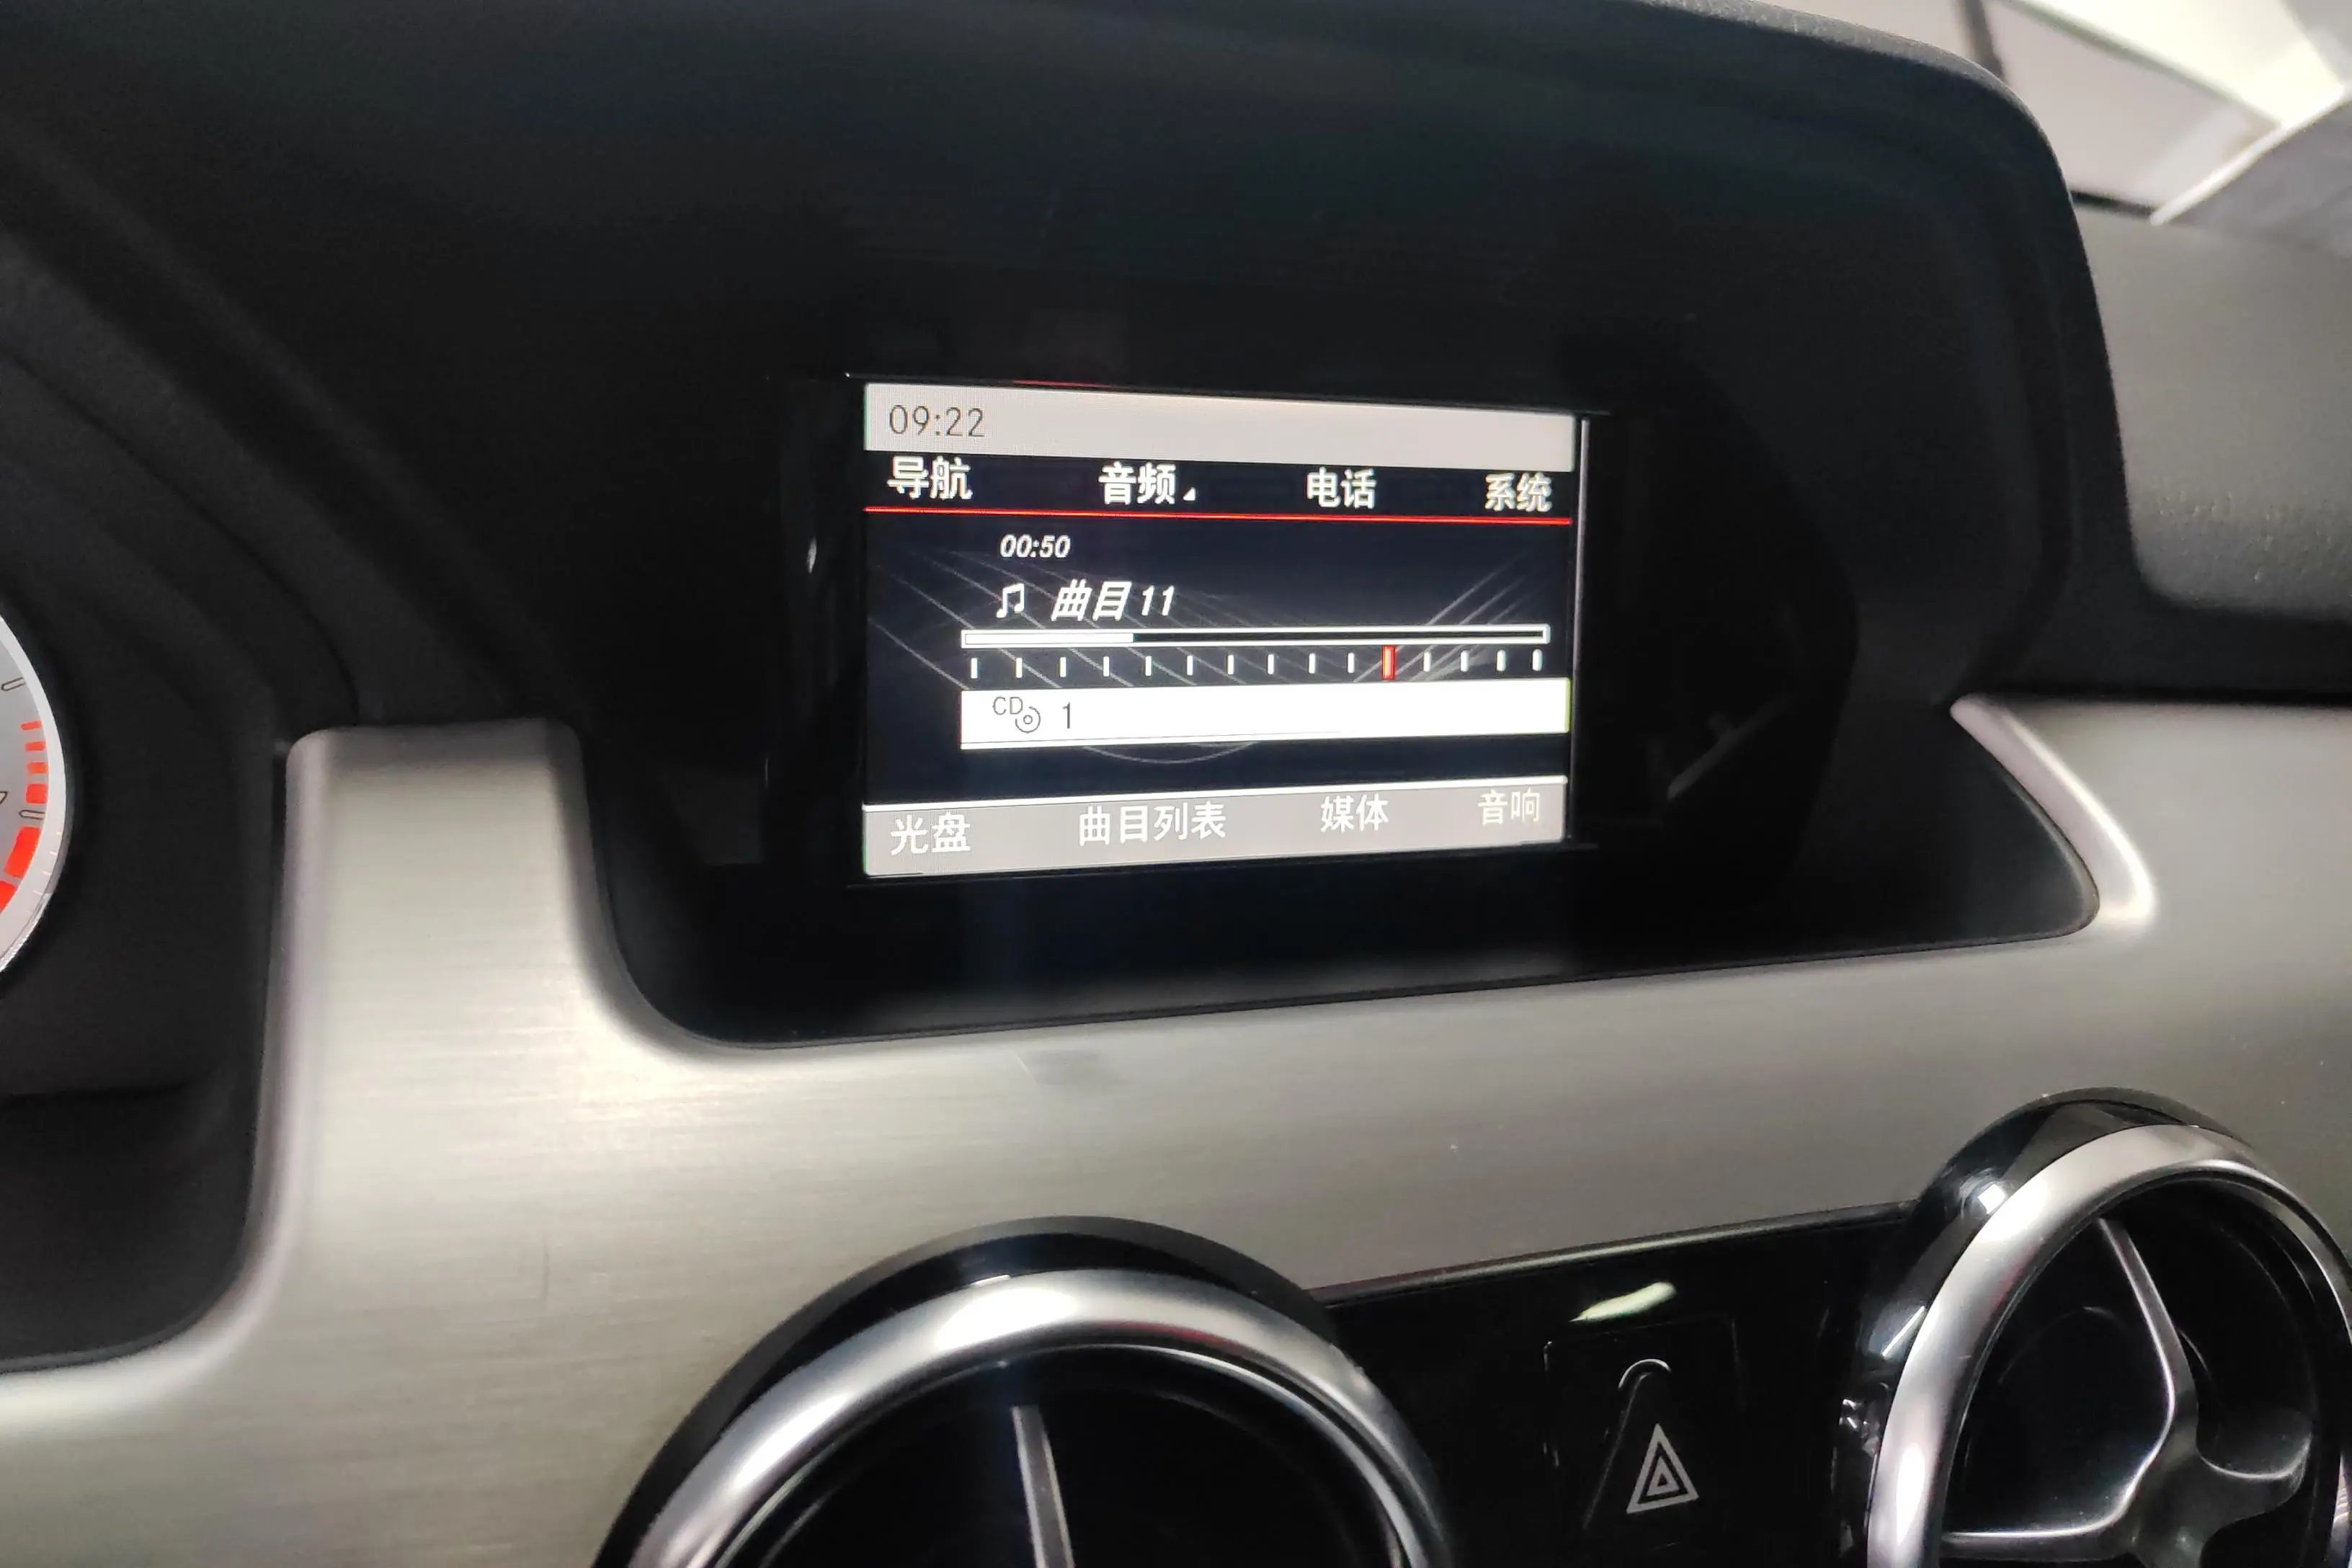 09:22
导航 音频 电话 系统
00:50
曲目 11
CD 1
光盘 曲目列表 媒体 音响